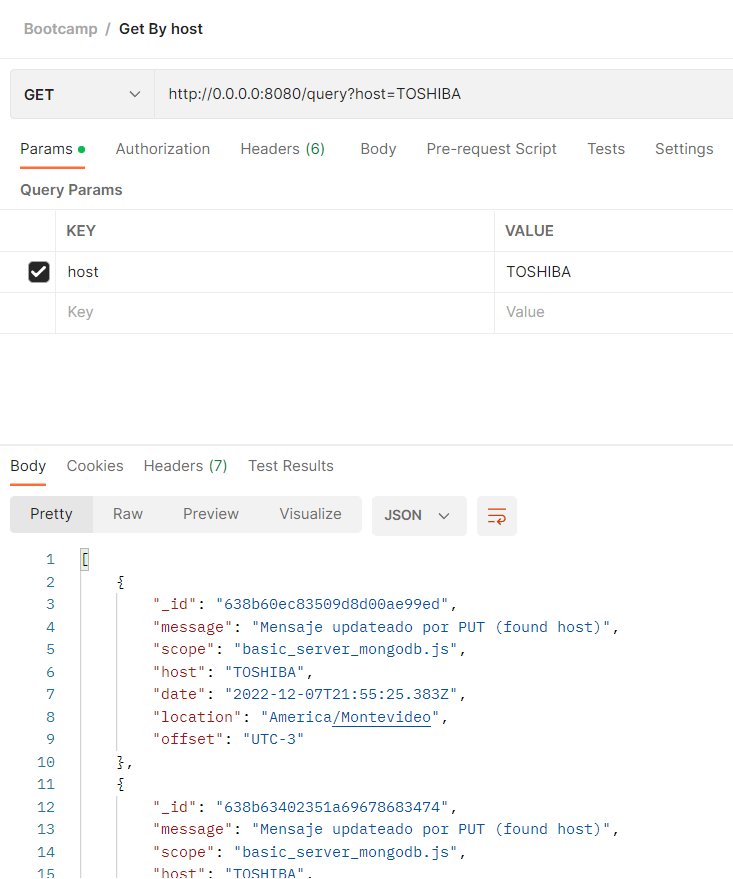 Bootcamp / Get By host
GET http://0.0.0.0:8080/query?host=TOSHIBA
Params Authorization Headers (6) Body Pre-request Script Tests Settings
Query Params
KEY VALUE
host TOSHIBA
Key Value
Body Cookies Headers (7) Test Results
Pretty Raw Preview Visualize JSON
1 [
2 {
3 "_id": "638b60ec83509d8d00ae99ed",
4 "message": "Mensaje updateado por PUT (found host)",
5 "scope": "basic_server_mongodb.js",
6 "host": "TOSHIBA",
7 "date": "2022-12-07T21:55:25.383Z",
8 "location": "America/Montevideo",
9 "offset": "UTC-3"
10 },
11 {
12 "_id": "638b63402351a69678683474",
13 "message": "Mensaje updateado por PUT (found host)",
14 "scope": "basic_server_mongodb.js",
15 "host": "TOSHIBA",